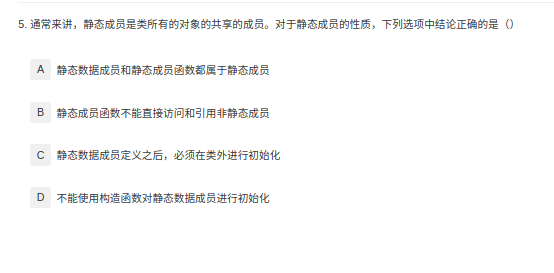 5. 通常来讲，静态成员是类所有的对象的共享的成员。对于静态成员的性质，下列选项中结论正确的是（）
A 静态数据成员和静态成员函数都属于静态成员
B 静态成员函数不能直接访问和引用非静态成员
C 静态数据成员定义之后，必须在类外进行初始化
D 不能使用构造函数对静态数据成员进行初始化